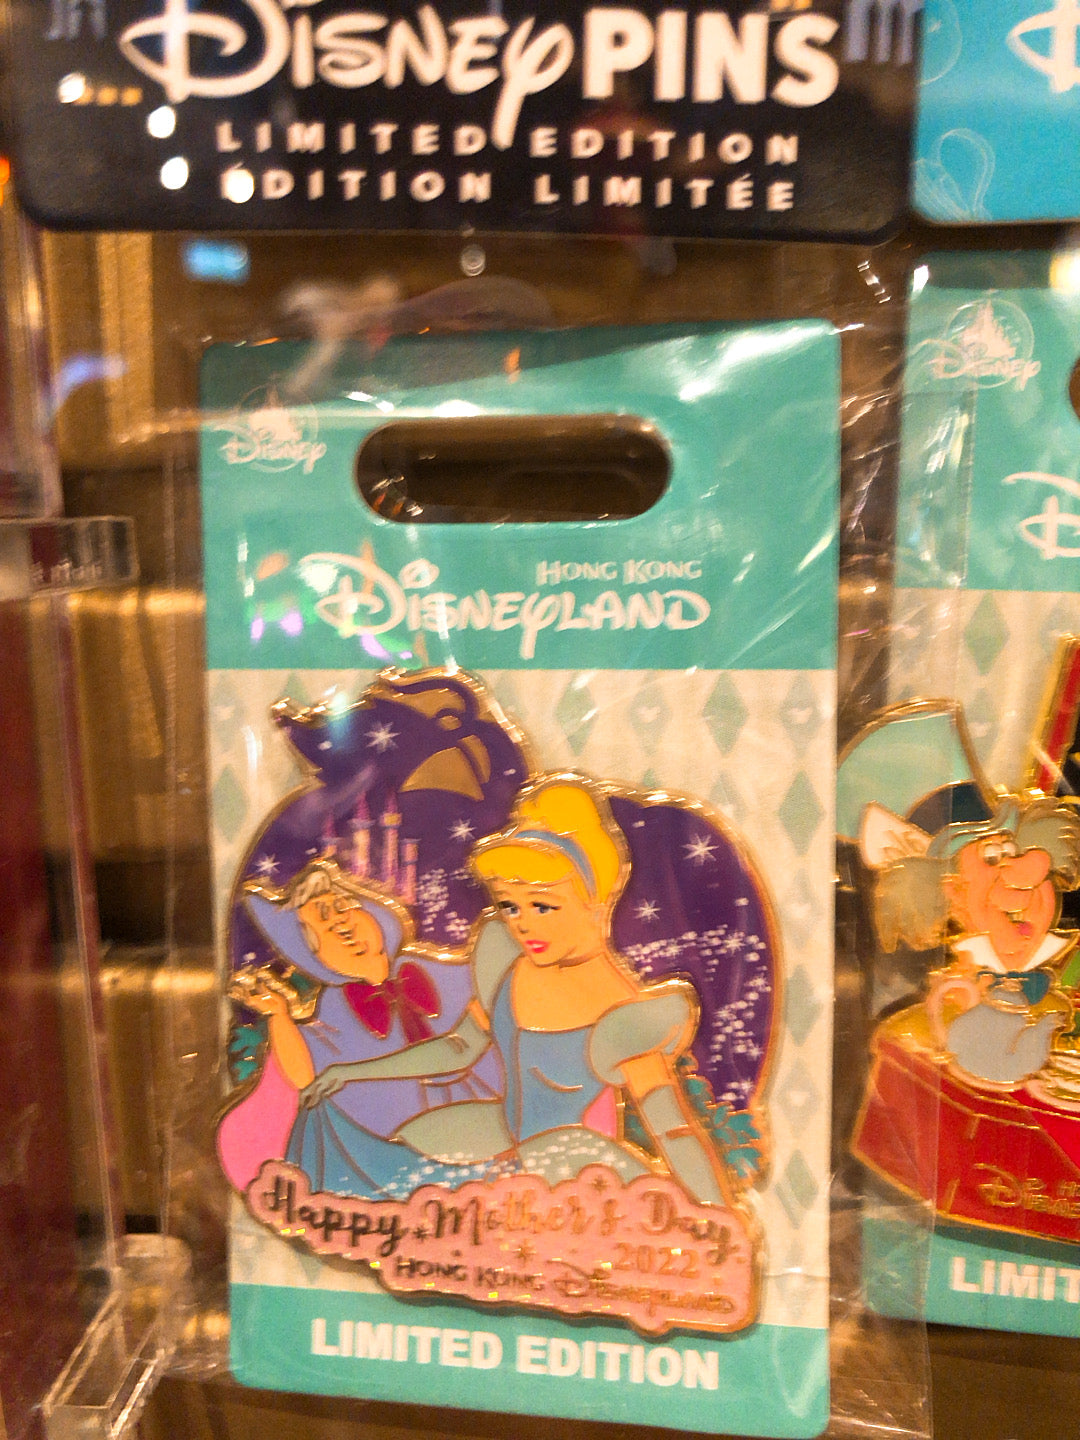 Disney PINS
LIMITED EDITION
ÉDITION LIMITÉE
Disney
HONG KONG
Disneyland
Happy Mother's Day
2022
HONG KONG Disneyland
LIMITED EDITION
Disney
LIMIT